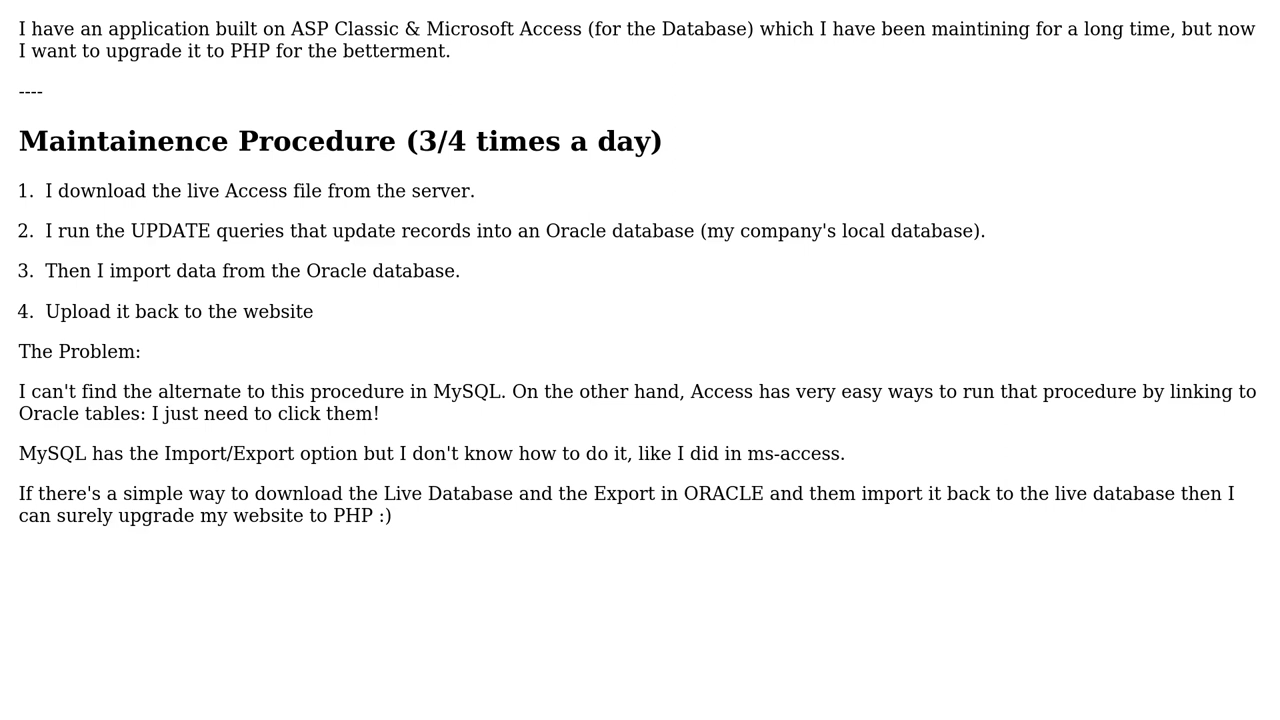 I have an application built on ASP Classic & Microsoft Access (for the Database) which I have been maintining for a long time, but now
I want to upgrade it to PHP for the betterment.
----
Maintainence Procedure (3/4 times a day)
1. I download the live Access file from the server.
2. I run the UPDATE queries that update records into an Oracle database (my company's local database).
3. Then I import data from the Oracle database.
4. Upload it back to the website
The Problem:
I can't find the alternate to this procedure in MySQL. On the other hand, Access has very easy ways to run that procedure by linking to
Oracle tables: I just need to click them!
MySQL has the Import/Export option but I don't know how to do it, like I did in ms-access.
If there's a simple way to download the Live Database and the Export in ORACLE and them import it back to the live database then I
can surely upgrade my website to PHP :)